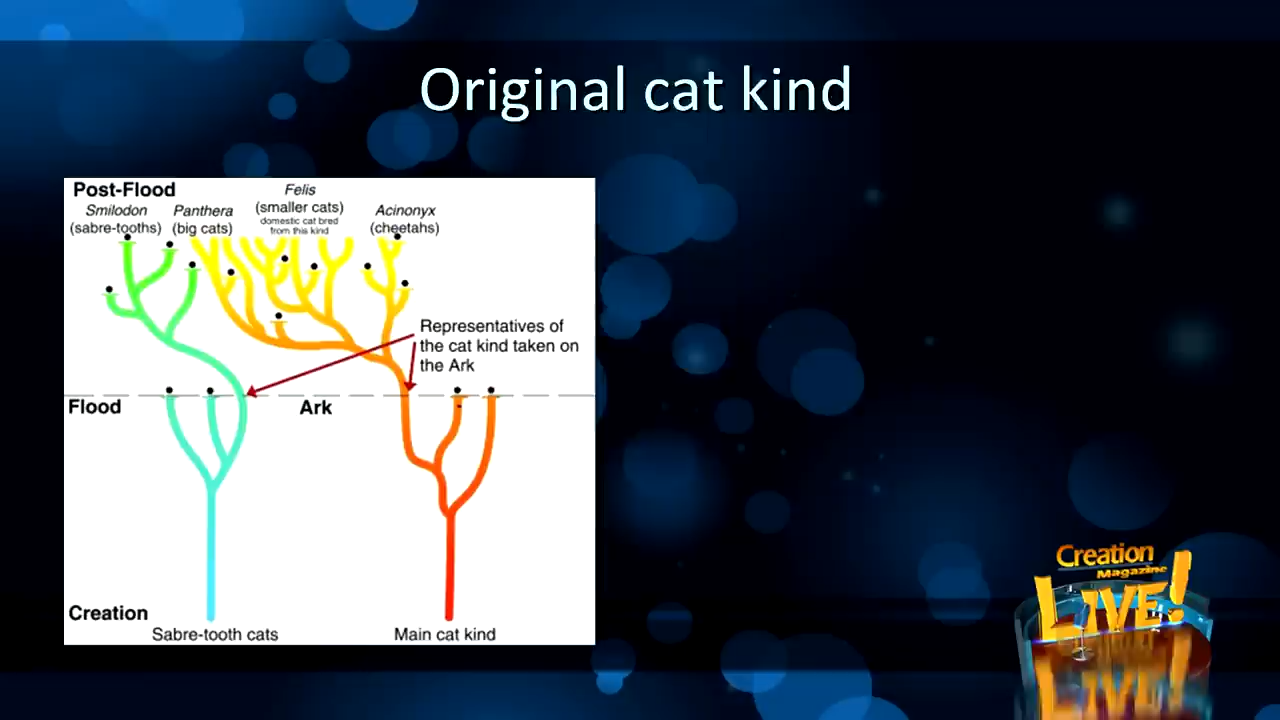 Original cat kind
Post-Flood
Smilodon
(sabre-tooths)
Panthera
(big cats)
Felis
(smaller cats)
domestic cat bred
from this kind
Acinonyx
(cheetahs)
Representatives of
the cat kind taken on
the Ark
Flood
Ark
Creation
Sabre-tooth cats
Main cat kind
Creation
Magazine
LIVE!